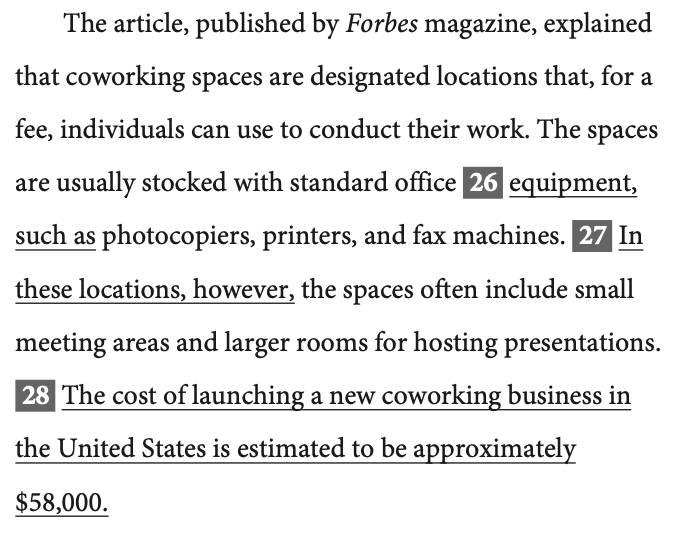 The article, published by Forbes magazine, explained
that coworking spaces are designated locations that, for a
fee, individuals can use to conduct their work. The spaces
are usually stocked with standard office 26 equipment,
such as photocopiers, printers, and fax machines. 27 In
these locations, however, the spaces often include small
meeting areas and larger rooms for hosting presentations.
28 The cost of launching a new coworking business in
the United States is estimated to be approximately
$58,000.